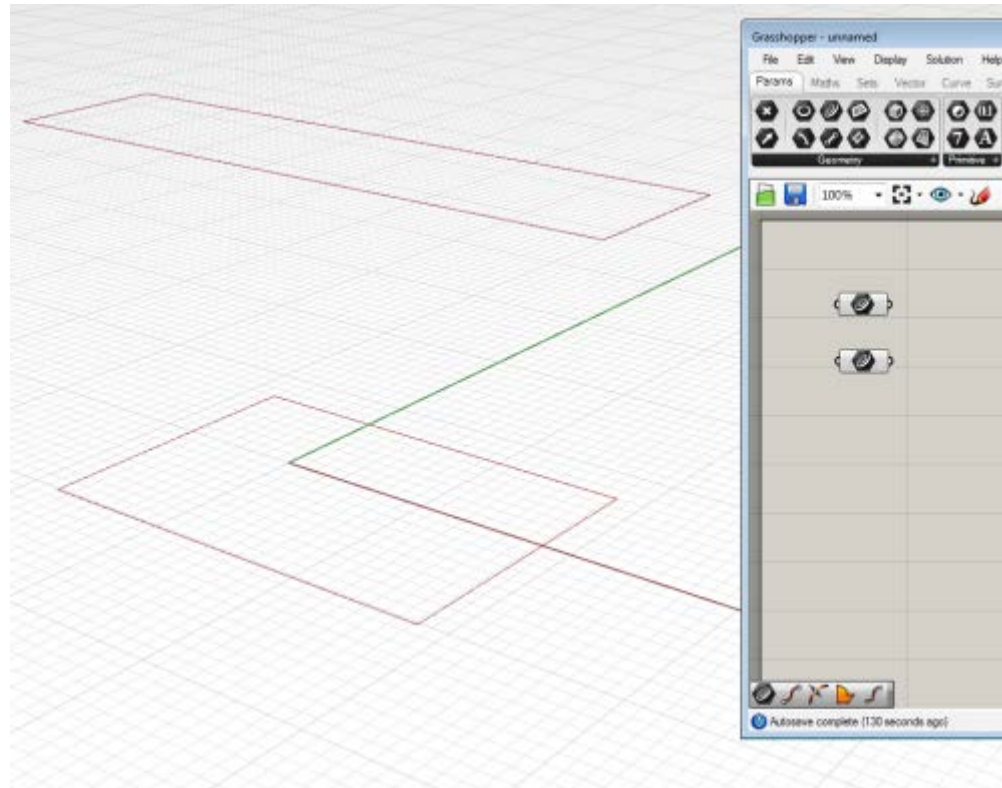 Grasshopper - unnamed
File Edit View Display Solution Help
Params Maths Sets Vector Curve Sur
Geometry + Primitive +
100%
Autosave complete (130 seconds ago)